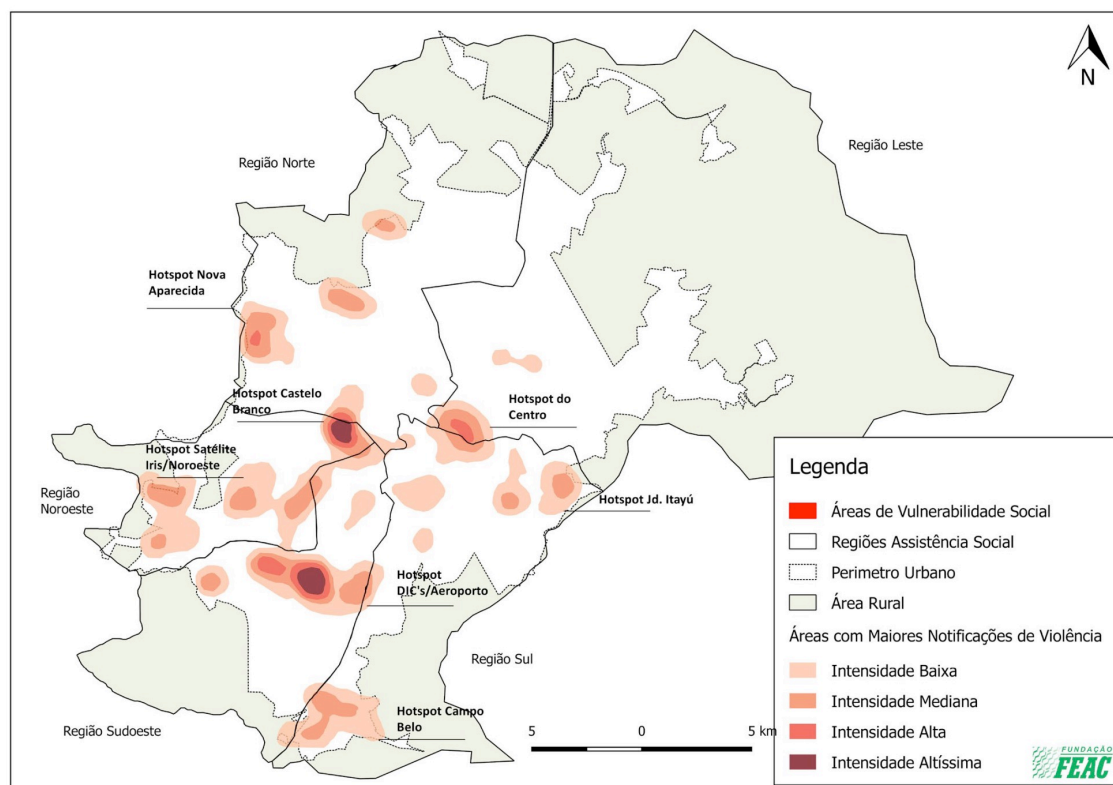 N
Região Norte
Região Leste
Hotspot Nova
Aparecida
Hotspot Castelo
Branco
Hotspot do
Centro
Hotspot Satélite
Iris/Noroeste
Região
Noroeste
Hotspot Jd. Itayú
Hotspot
DIC's/Aeroporto
Região Sul
Região Sudoeste
Hotspot Campo
Belo
5 0 5 km
Legenda
Áreas de Vulnerabilidade Social
Regiões Assistência Social
Perimetro Urbano
Área Rural
Áreas com Maiores Notificações de Violência
Intensidade Baixa
Intensidade Mediana
Intensidade Alta
Intensidade Altíssima
FUNDAÇÃO
FEAC